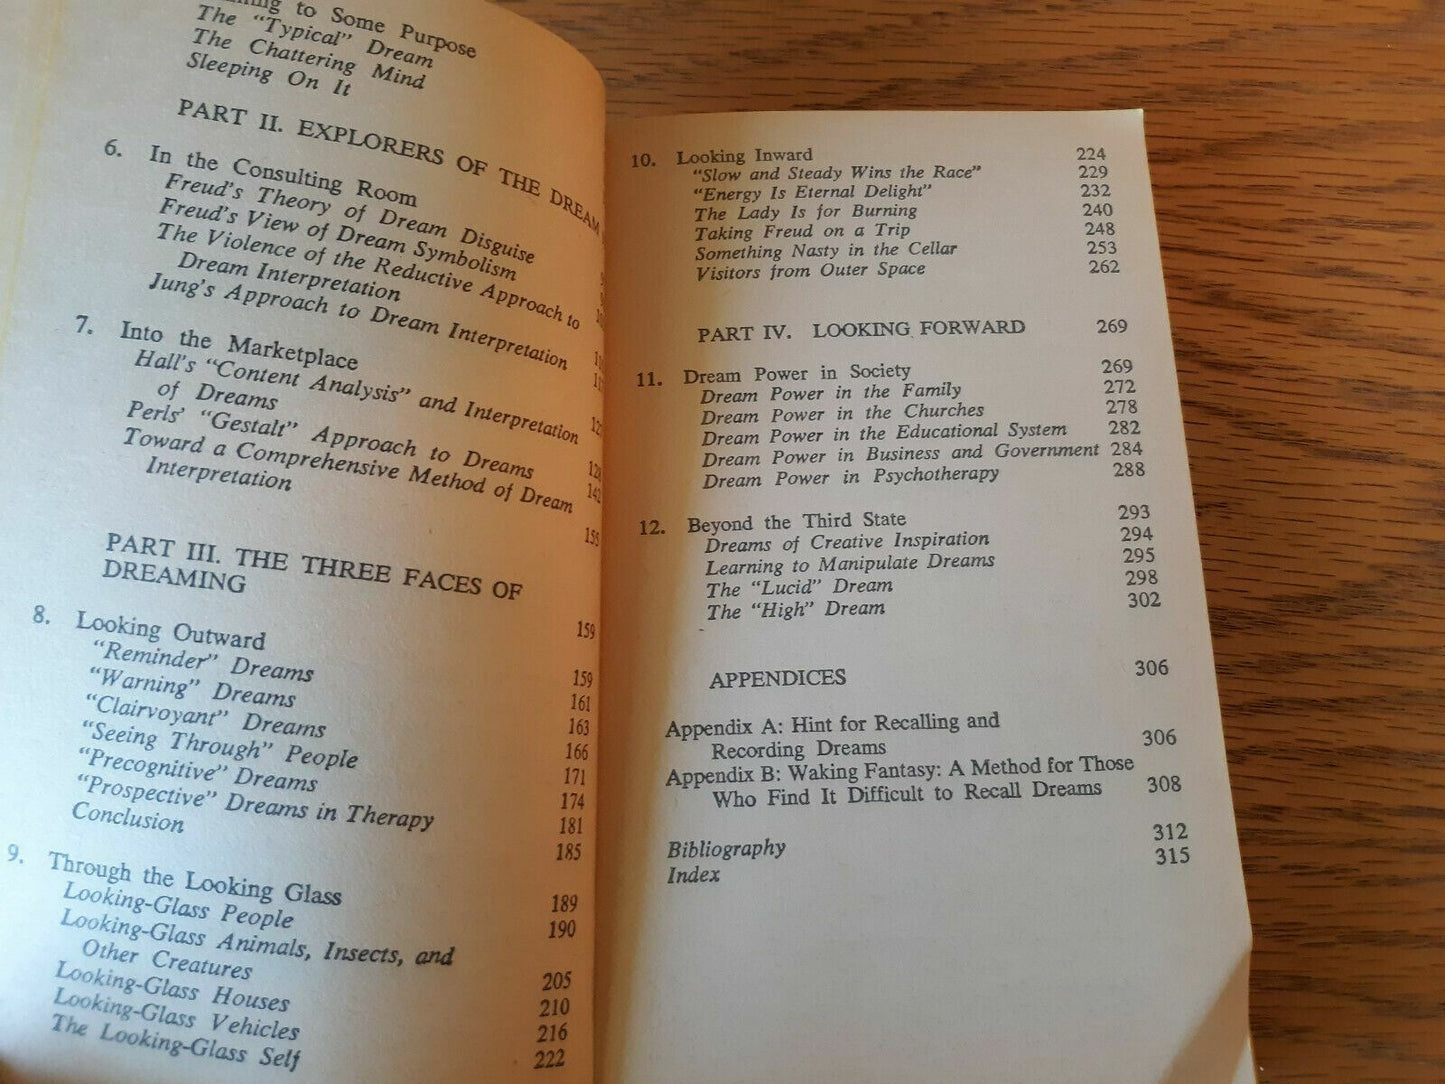 to Some Purpose
The "Typical" Dream
The Chattering Mind
Sleeping On It
PART II. EXPLORERS OF THE DREAM
6. In the Consulting Room
Freud's Theory of Dream Disguise
Freud's View of Dream Symbolism
The Violence of the Reductive Approach to
Dream Interpretation
Jung's Approach to Dream Interpretation
7. Into the Marketplace
Hall's "Content Analysis" and Interpretation
of Dreams
Perls' "Gestalt" Approach to Dreams 128
Toward a Comprehensive Method of Dream 142
Interpretation
155
PART III. THE THREE FACES OF
DREAMING
159
8. Looking Outward
"Reminder" Dreams 159
"Warning" Dreams 161
"Clairvoyant" Dreams 163
"Seeing Through" People 166
"Precognitive" Dreams 171
"Prospective" Dreams in Therapy 174
Conclusion 181
185
9. Through the Looking Glass
Looking-Glass People 189
Looking-Glass Animals, Insects, and 190
Other Creatures
Looking-Glass Houses 205
Looking-Glass Vehicles 210
The Looking-Glass Self 216
222
10. Looking Inward 224
"Slow and Steady Wins the Race" 229
"Energy Is Eternal Delight" 232
The Lady Is for Burning 240
Taking Freud on a Trip 248
Something Nasty in the Cellar 253
Visitors from Outer Space 262
PART IV. LOOKING FORWARD 269
11. Dream Power in Society 269
Dream Power in the Family 272
Dream Power in the Churches 278
Dream Power in the Educational System 282
Dream Power in Business and Government 284
Dream Power in Psychotherapy 288
12. Beyond the Third State 293
Dreams of Creative Inspiration 294
Learning to Manipulate Dreams 295
The "Lucid" Dream 298
The "High" Dream 302
APPENDICES 306
Appendix A: Hint for Recalling and
Recording Dreams 306
Appendix B: Waking Fantasy: A Method for Those
Who Find It Difficult to Recall Dreams 308
Bibliography 312
Index 315